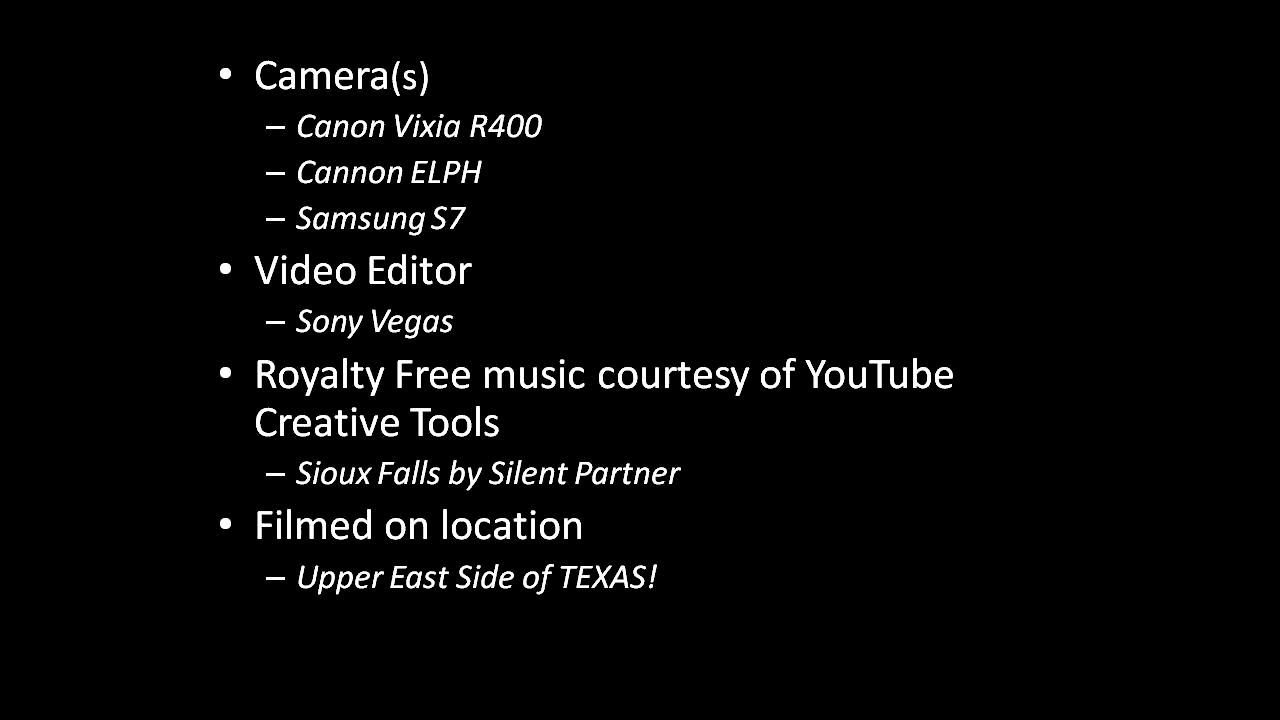 • Camera(s)
– Canon Vixia R400
– Cannon ELPH
– Samsung S7
• Video Editor
– Sony Vegas
• Royalty Free music courtesy of YouTube
Creative Tools
– Sioux Falls by Silent Partner
• Filmed on location
– Upper East Side of TEXAS!